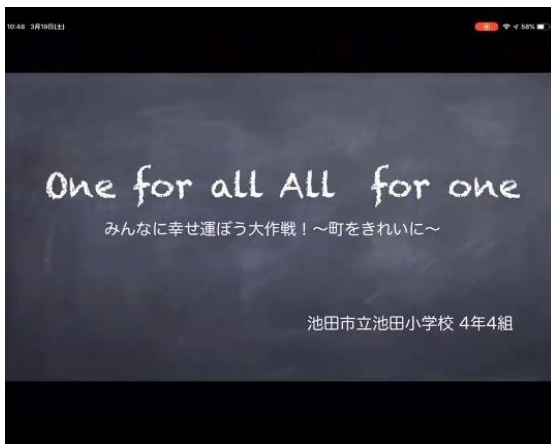 10:48 3月19日(土)
58%
One for all All for one
みんなに幸せ運ぼう大作戦！～町をきれいに～
池田市立池田小学校 4年4組